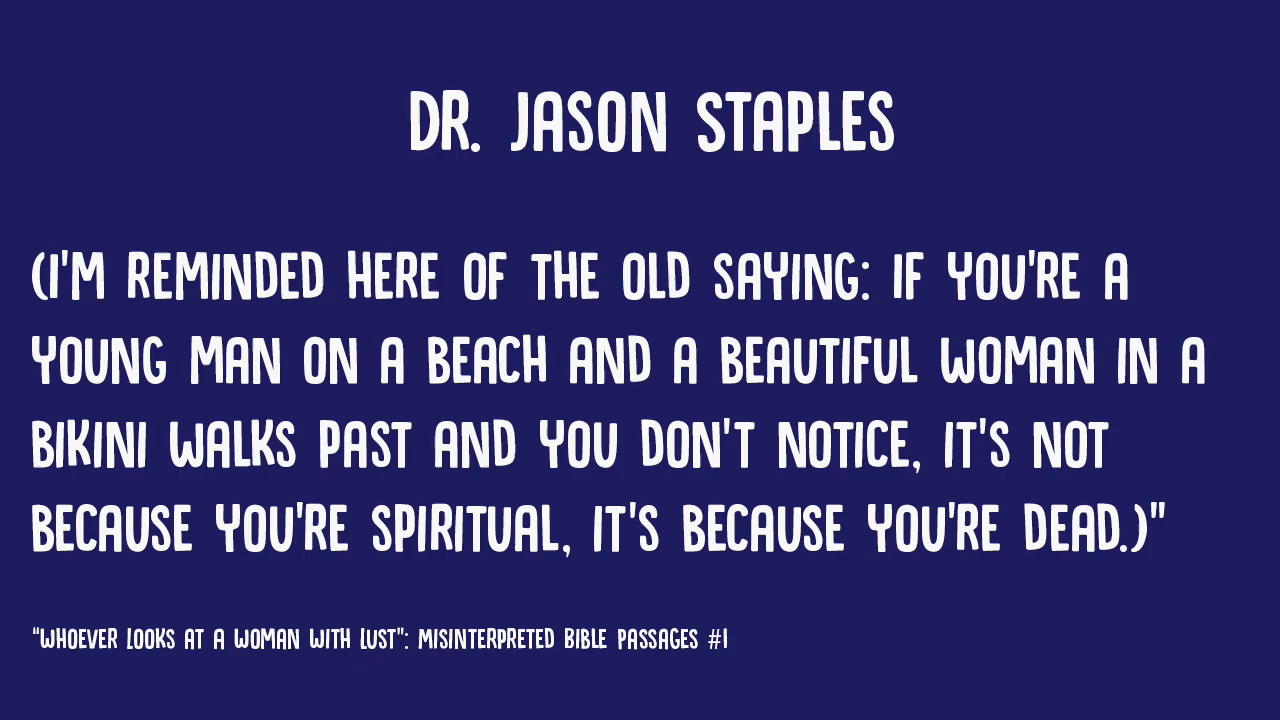 DR. JASON STAPLES
(I'M REMINDED HERE OF THE OLD SAYING: IF YOU'RE A
YOUNG MAN ON A BEACH AND A BEAUTIFUL WOMAN IN A
BIKINI WALKS PAST AND YOU DON'T NOTICE, IT'S NOT
BECAUSE YOU'RE SPIRITUAL, IT'S BECAUSE YOU'RE DEAD.)"
"WHOEVER LOOKS AT A WOMAN WITH LUST": MISINTERPRETED BIBLE PASSAGES #1